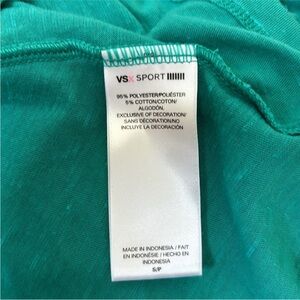 VSX SPORT
95% POLYESTER/POLIÉSTER
5% COTTON/COTON/
ALGODÓN.
EXCLUSIVE OF DECORATION/
SANS DÉCORATION/NO
INCLUYE LA DECORACIÓN
MADE IN INDONESIA / FAIT
EN INDONÉSIE / HECHO EN
INDONESIA
S/P